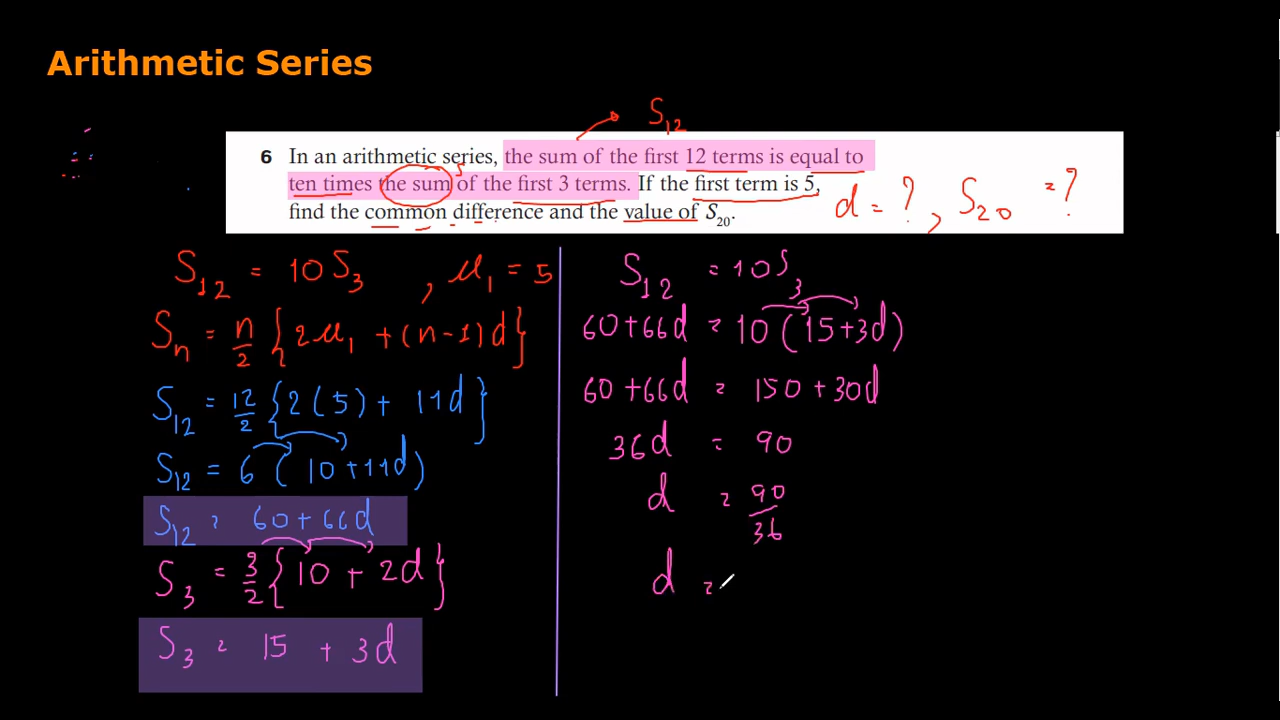 Arithmetic Series
S₁₂
6 In an arithmetic series, the sum of the first 12 terms is equal to
ten times the sum of the first 3 terms. If the first term is 5,
find the common difference and the value of S₂₀.
d = ? , S₂₀ = ?
S₁₂ = 10S₃ , u₁ = 5
Sₙ = n/2 {2u₁ + (n-1)d}
S₁₂ = 12/2 {2(5) + 11d}
S₁₂ = 6 (10+11d)
S₁₂ = 60+66d
S₃ = 3/2 {10 + 2d}
S₃ = 15 + 3d
S₁₂ = 10S₃
60+66d = 10 (15+3d)
60+66d = 150+30d
36d = 90
d = 90/36
d =